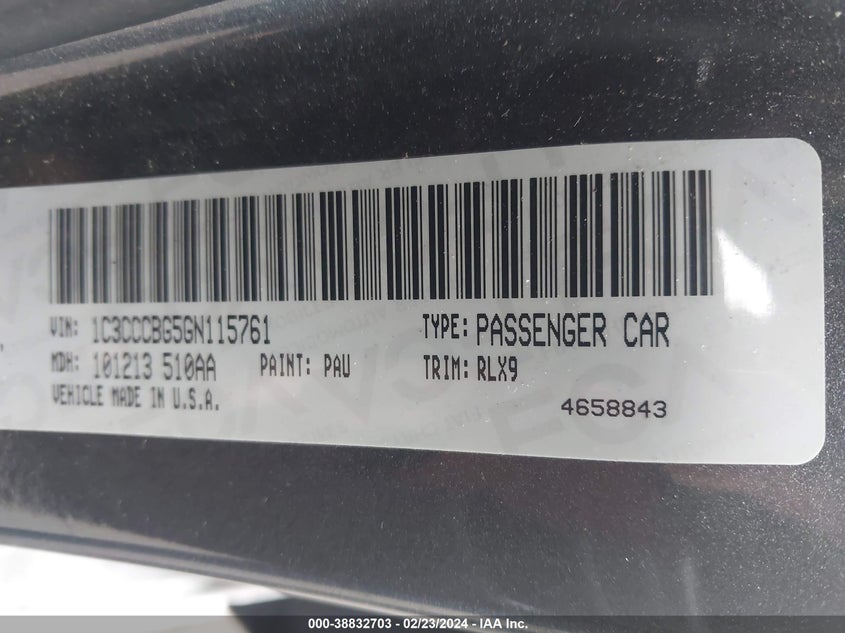 VIN: 1C3CCCBG5GN115761 TYPE: PASSENGER CAR
MDH: 101213 510AA PAINT: PAU TRIM: RLX9
VEHICLE MADE IN U.S.A. 4658843
000-38832703 - 02/23/2024 - IAA Inc.